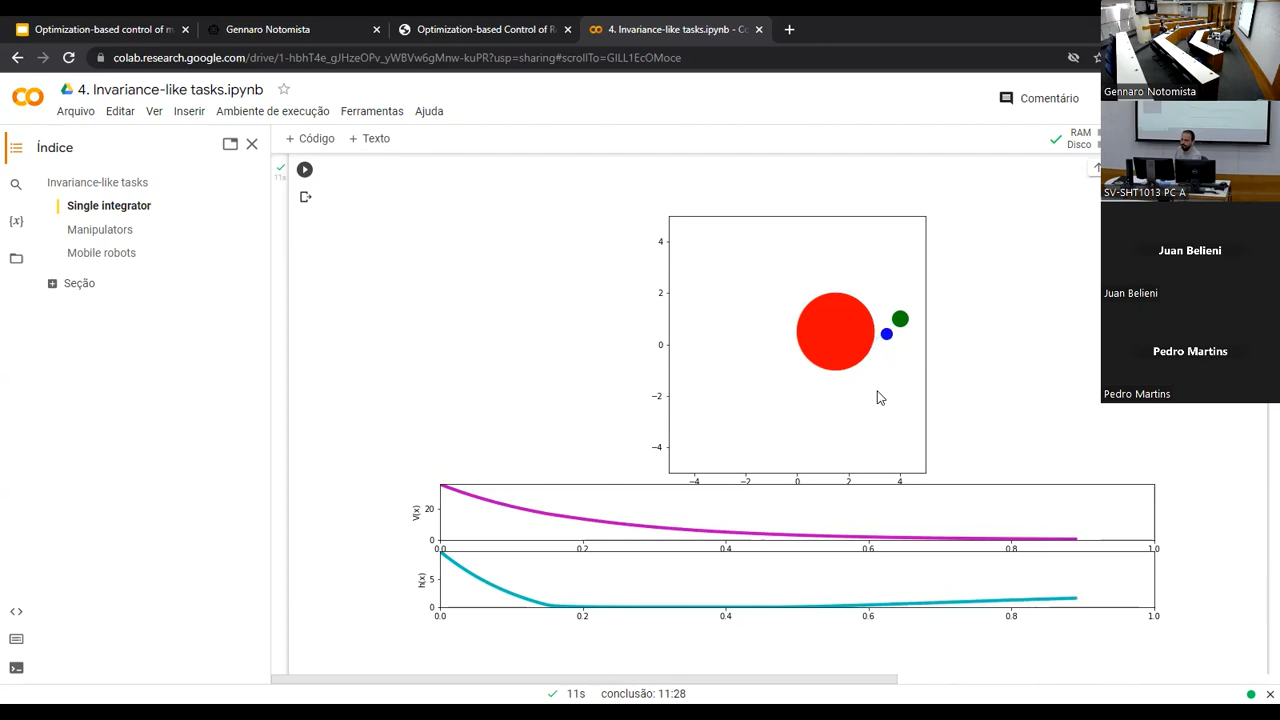 Optimization-based control of m
Gennaro Notomista
Optimization-based Control of R
4. Invariance-like tasks.ipynb - Co
colab.research.google.com/drive/1-hbhT4e_gJHzeOPv_yWBVw6gMnw-kuPR?usp=sharing#scrollTo=GILL1EcOMoce
4. Invariance-like tasks.ipynb
Comentário
Arquivo Editar Ver Inserir Ambiente de execução Ferramentas Ajuda
Índice
+ Código + Texto
RAM
Disco
Invariance-like tasks
Single integrator
Manipulators
Mobile robots
Seção
{x}
11s
4
2
0
−2
−4
−4 −2 0 2 4
V(x)
20
0
0.0 0.2 0.4 0.6 0.8 1.0
h(x)
5
0
0.0 0.2 0.4 0.6 0.8 1.0
11s conclusão: 11:28
Gennaro Notomista
SV-SHT1013 PC A
Juan Belieni
Juan Belieni
Pedro Martins
Pedro Martins